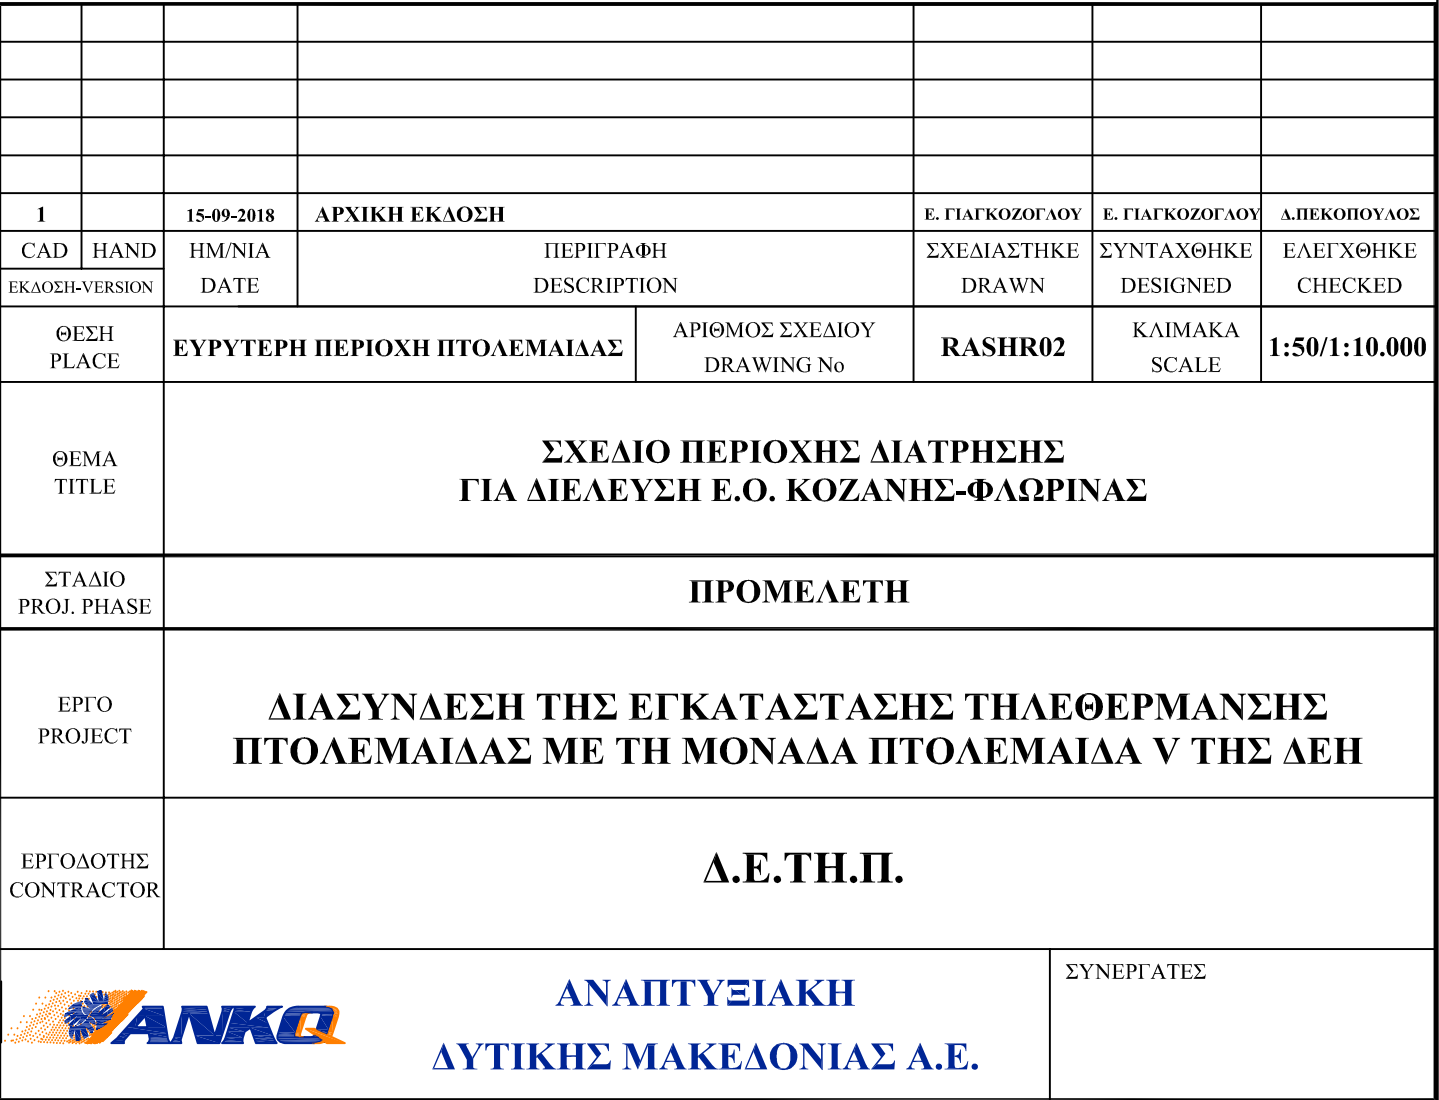 1 15-09-2018 ΑΡΧΙΚΗ ΕΚΔΟΣΗ Ε. ΓΙΑΓΚΟΖΟΓΛΟΥ Ε. ΓΙΑΓΚΟΖΟΓΛΟΥ Δ.ΠΕΚΟΠΟΥΛΟΣ
CAD HAND ΗΜ/ΝΙΑ ΠΕΡΙΓΡΑΦΗ ΣΧΕΔΙΑΣΤΗΚΕ ΣΥΝΤΑΧΘΗΚΕ ΕΛΕΓΧΘΗΚΕ
ΕΚΔΟΣΗ-VERSION DATE DESCRIPTION DRAWN DESIGNED CHECKED
ΘΕΣΗ
PLACE
ΕΥΡΥΤΕΡΗ ΠΕΡΙΟΧΗ ΠΤΟΛΕΜΑΙΔΑΣ
ΑΡΙΘΜΟΣ ΣΧΕΔΙΟΥ
DRAWING No
RASHR02
ΚΛΙΜΑΚΑ
SCALE
1:50/1:10.000
ΘΕΜΑ
TITLE
ΣΧΕΔΙΟ ΠΕΡΙΟΧΗΣ ΔΙΑΤΡΗΣΗΣ
ΓΙΑ ΔΙΕΛΕΥΣΗ Ε.Ο. ΚΟΖΑΝΗΣ-ΦΛΩΡΙΝΑΣ
ΣΤΑΔΙΟ
PROJ. PHASE
ΠΡΟΜΕΛΕΤΗ
ΕΡΓΟ
PROJECT
ΔΙΑΣΥΝΔΕΣΗ ΤΗΣ ΕΓΚΑΤΑΣΤΑΣΗΣ ΤΗΛΕΘΕΡΜΑΝΣΗΣ
ΠΤΟΛΕΜΑΙΔΑΣ ΜΕ ΤΗ ΜΟΝΑΔΑ ΠΤΟΛΕΜΑΙΔΑ V ΤΗΣ ΔΕΗ
ΕΡΓΟΔΟΤΗΣ
CONTRACTOR
Δ.Ε.ΤΗ.Π.
ANKO
ΑΝΑΠΤΥΞΙΑΚΗ
ΔΥΤΙΚΗΣ ΜΑΚΕΔΟΝΙΑΣ Α.Ε.
ΣΥΝΕΡΓΑΤΕΣ